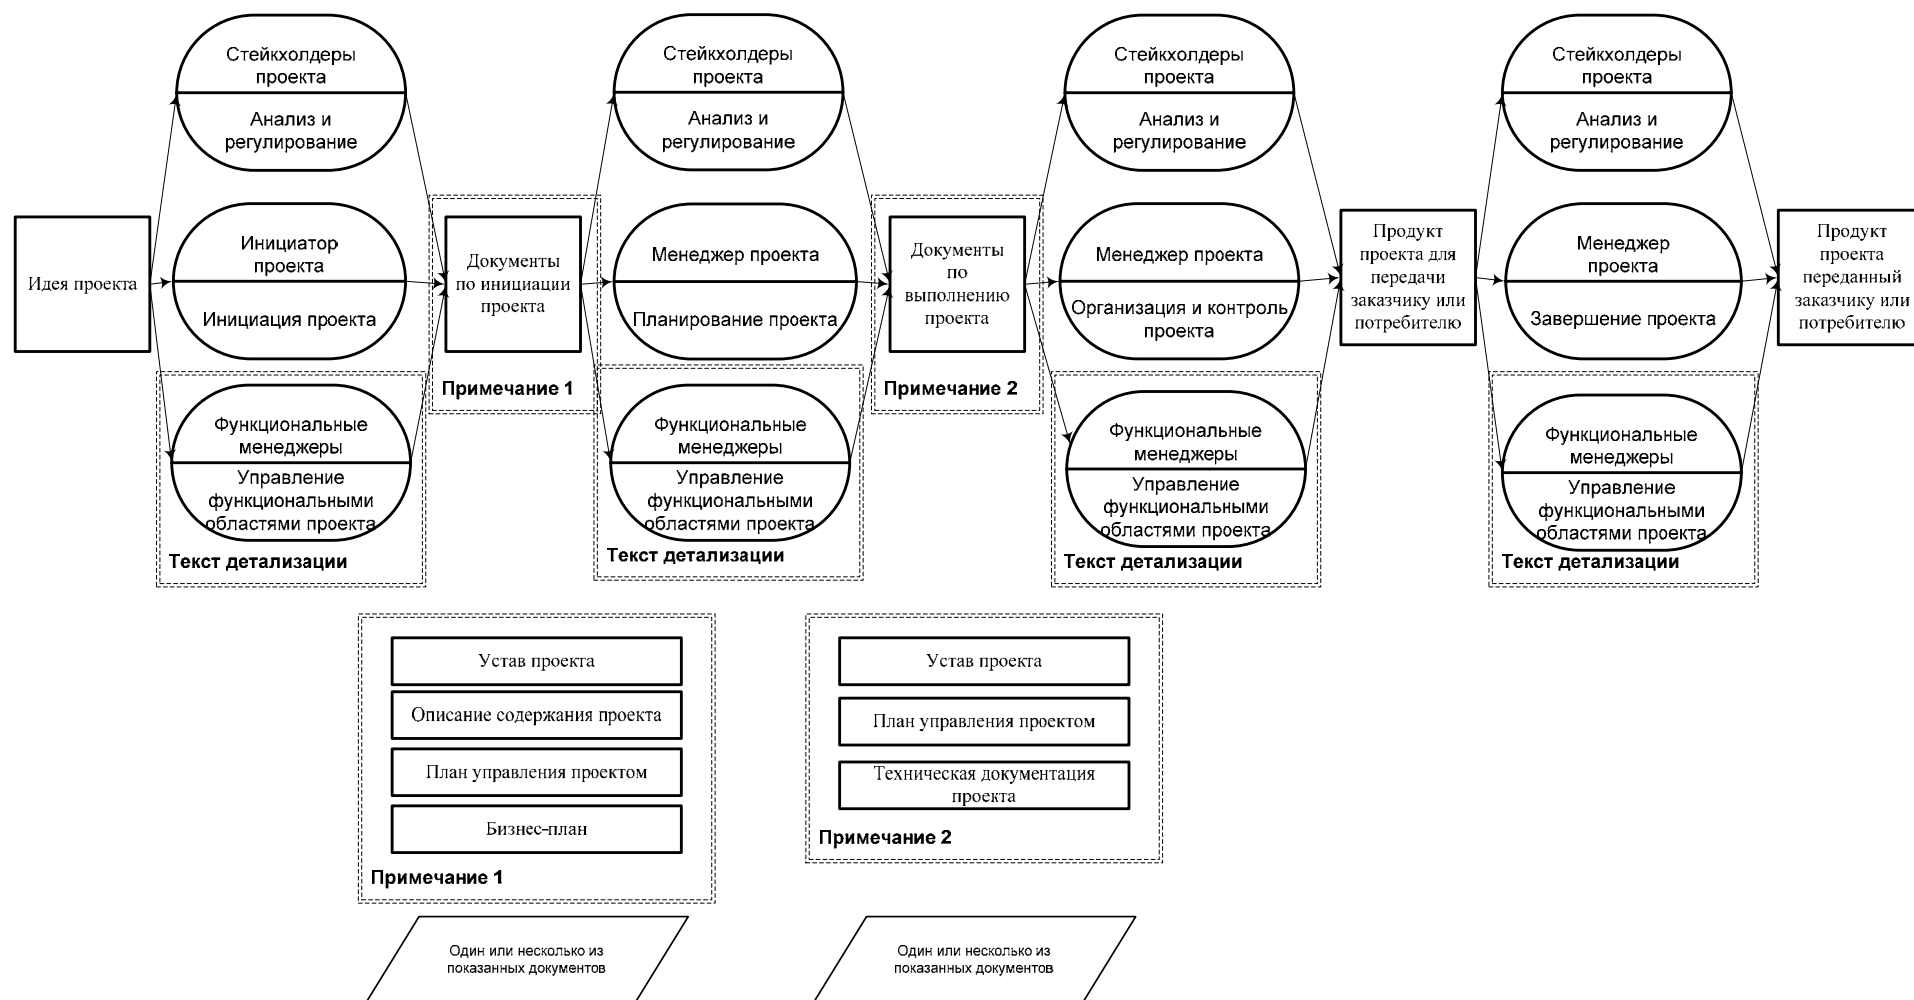 Стейкхолдеры
проекта
Анализ и
регулирование
Стейкхолдеры
проекта
Анализ и
регулирование
Стейкхолдеры
проекта
Анализ и
регулирование
Стейкхолдеры
проекта
Анализ и
регулирование
Идея проекта
Инициатор
проекта
Инициация проекта
Документы
по инициации
проекта
Примечание 1
Менеджер проекта
Планирование проекта
Документы
по
выполнению
проекта
Примечание 2
Менеджер проекта
Организация и контроль
проекта
Продукт
проекта для
передачи
заказчику или
потребителю
Менеджер
проекта
Завершение проекта
Продукт
проекта
переданный
заказчику или
потребителю
Функциональные
менеджеры
Управление
функциональными
областями проекта
Текст детализации
Функциональные
менеджеры
Управление
функциональными
областями проекта
Текст детализации
Функциональные
менеджеры
Управление
функциональными
областями проекта
Текст детализации
Функциональные
менеджеры
Управление
функциональными
областями проекта
Текст детализации
Устав проекта
Описание содержания проекта
План управления проектом
Бизнес-план
Примечание 1
Устав проекта
План управления проектом
Техническая документация
проекта
Примечание 2
Один или несколько из
показанных документов
Один или несколько из
показанных документов